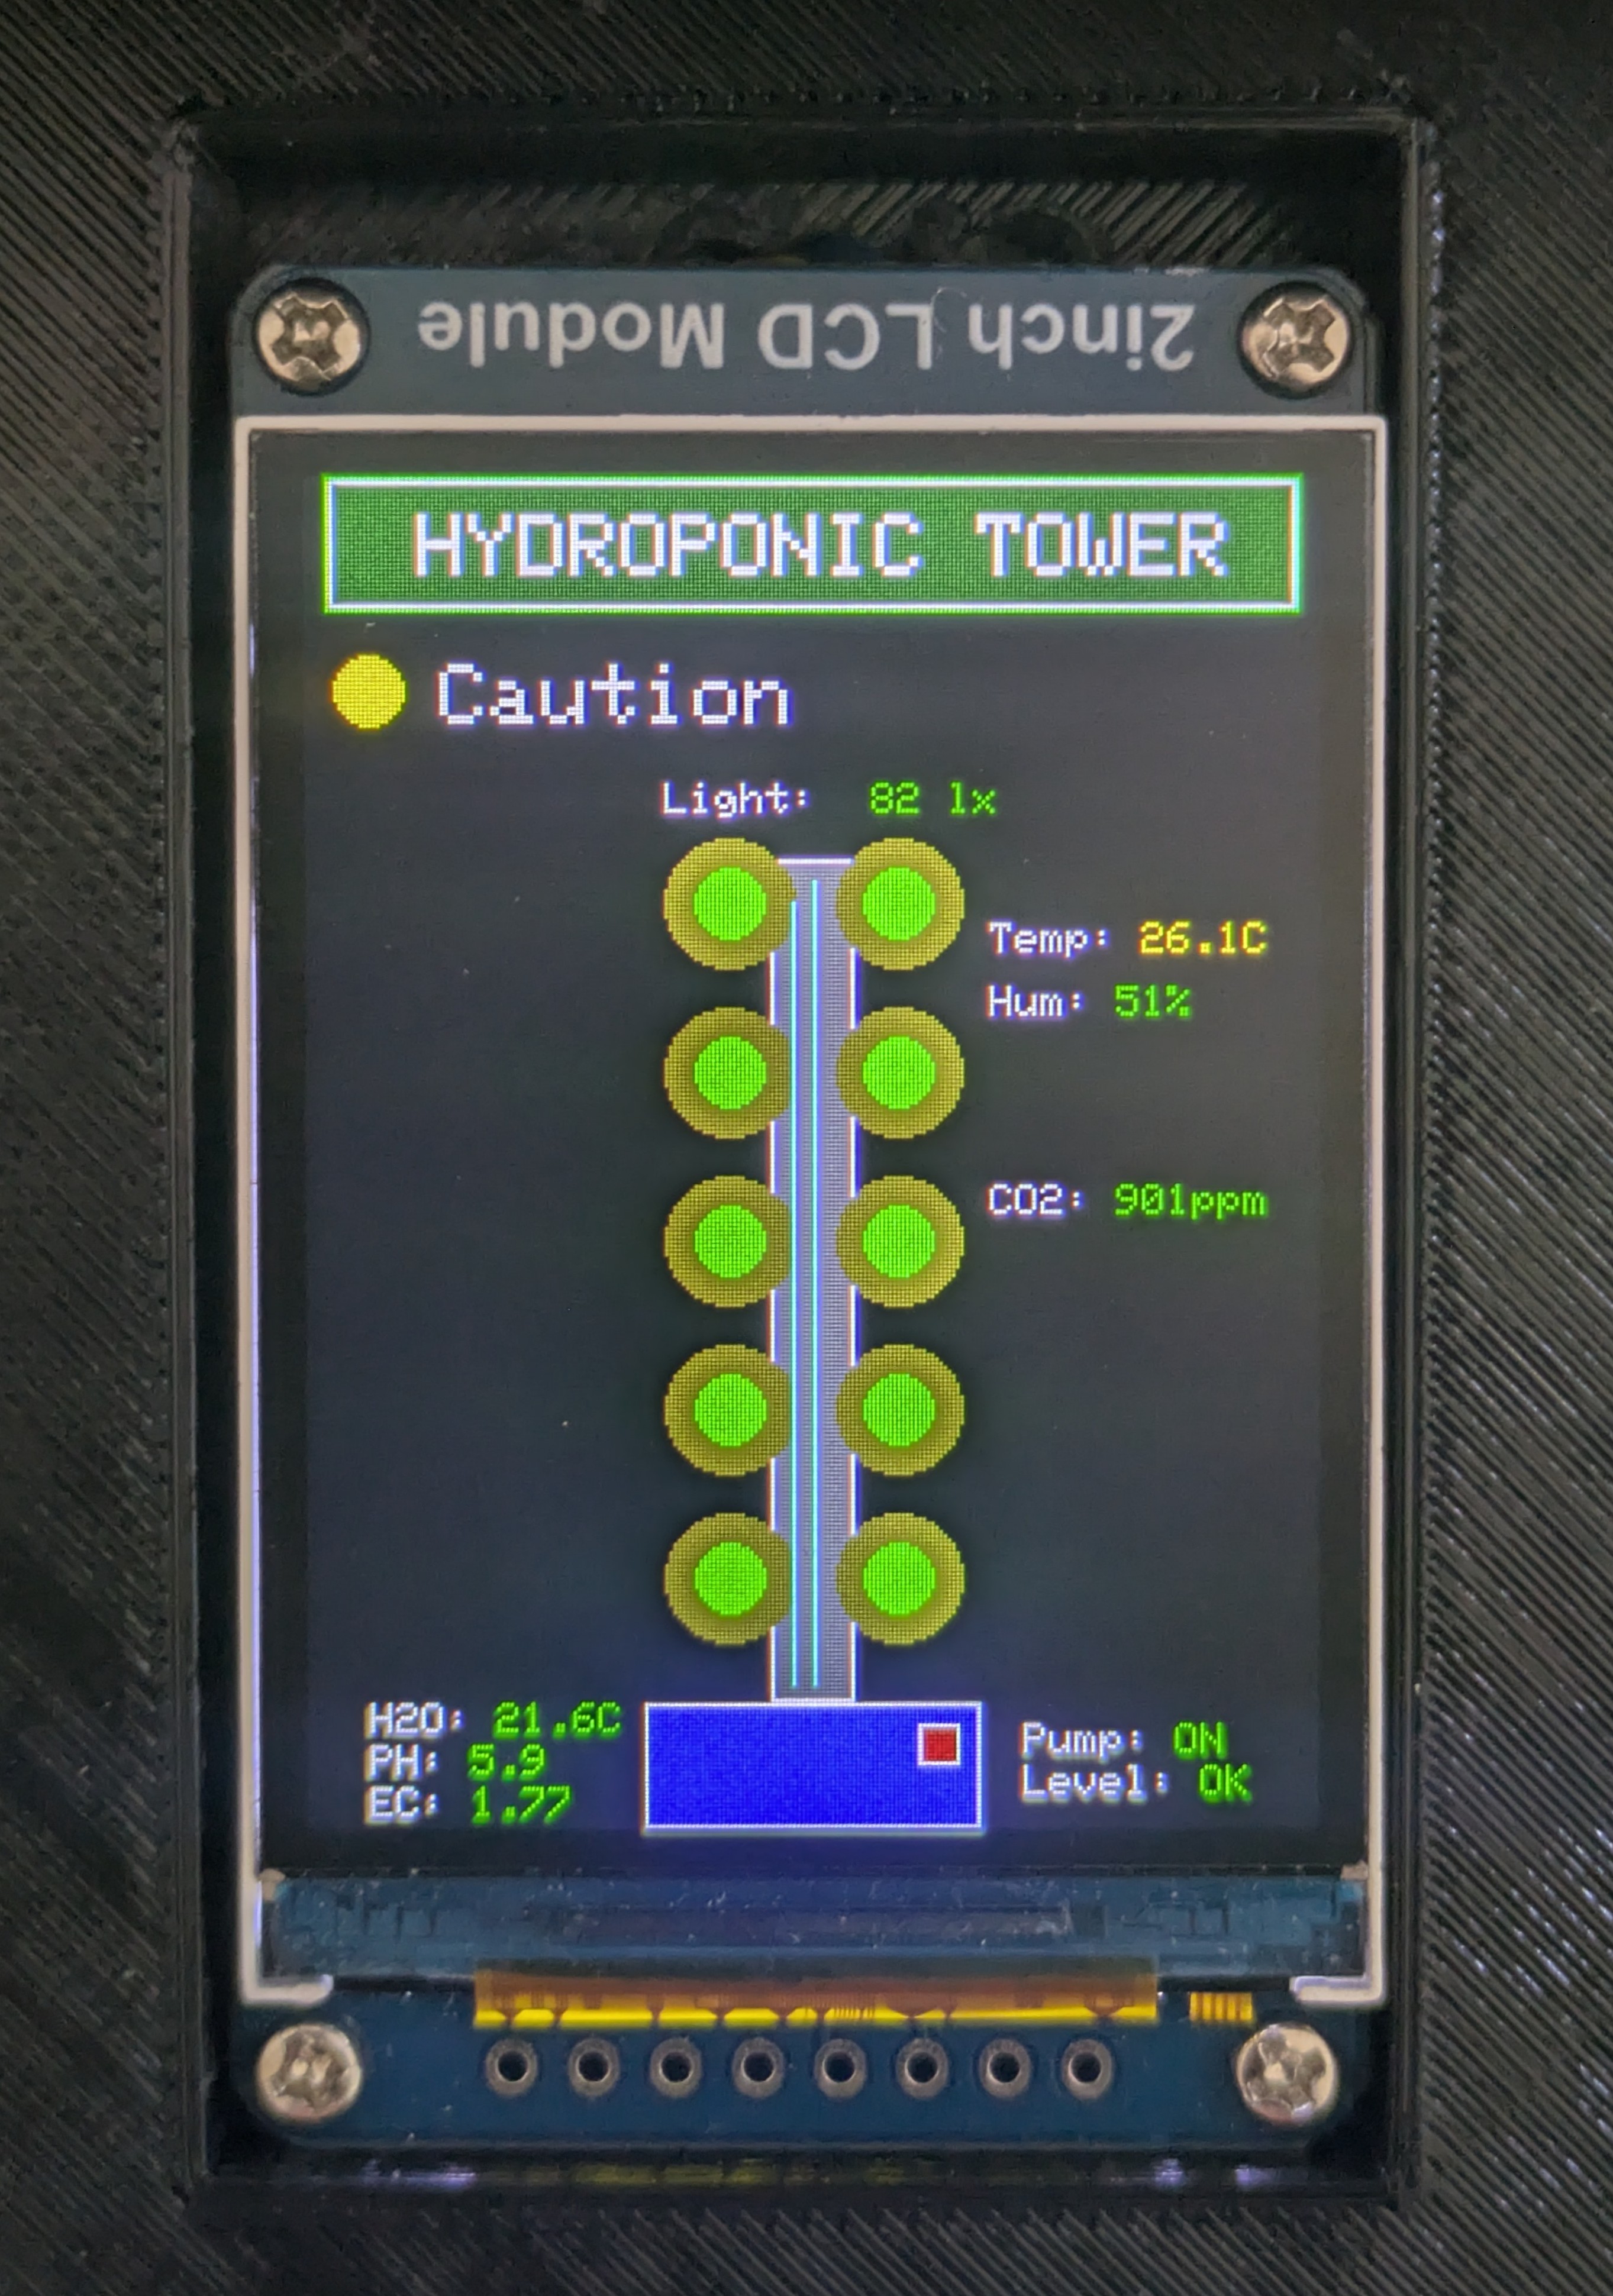 2inch LCD Module
HYDROPONIC TOWER
Caution
Light: 82 lx
Temp: 26.1C
Hum: 51%
CO2: 901ppm
H2O: 21.6C
PH: 5.9
EC: 1.77
Pump: ON
Level: OK